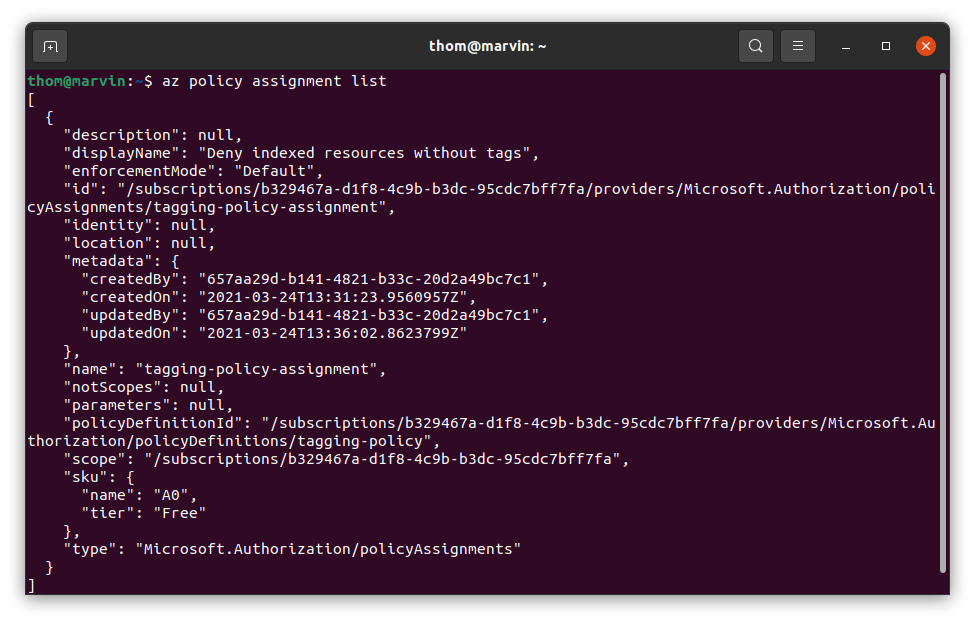 thom@marvin: ~
thom@marvin:~$ az policy assignment list
[
  {
    "description": null,
    "displayName": "Deny indexed resources without tags",
    "enforcementMode": "Default",
    "id": "/subscriptions/b329467a-d1f8-4c9b-b3dc-95cdc7bff7fa/providers/Microsoft.Authorization/poli
cyAssignments/tagging-policy-assignment",
    "identity": null,
    "location": null,
    "metadata": {
      "createdBy": "657aa29d-b141-4821-b33c-20d2a49bc7c1",
      "createdOn": "2021-03-24T13:31:23.9560957Z",
      "updatedBy": "657aa29d-b141-4821-b33c-20d2a49bc7c1",
      "updatedOn": "2021-03-24T13:36:02.8623799Z"
    },
    "name": "tagging-policy-assignment",
    "notScopes": null,
    "parameters": null,
    "policyDefinitionId": "/subscriptions/b329467a-d1f8-4c9b-b3dc-95cdc7bff7fa/providers/Microsoft.Au
thorization/policyDefinitions/tagging-policy",
    "scope": "/subscriptions/b329467a-d1f8-4c9b-b3dc-95cdc7bff7fa",
    "sku": {
      "name": "A0",
      "tier": "Free"
    },
    "type": "Microsoft.Authorization/policyAssignments"
  }
]